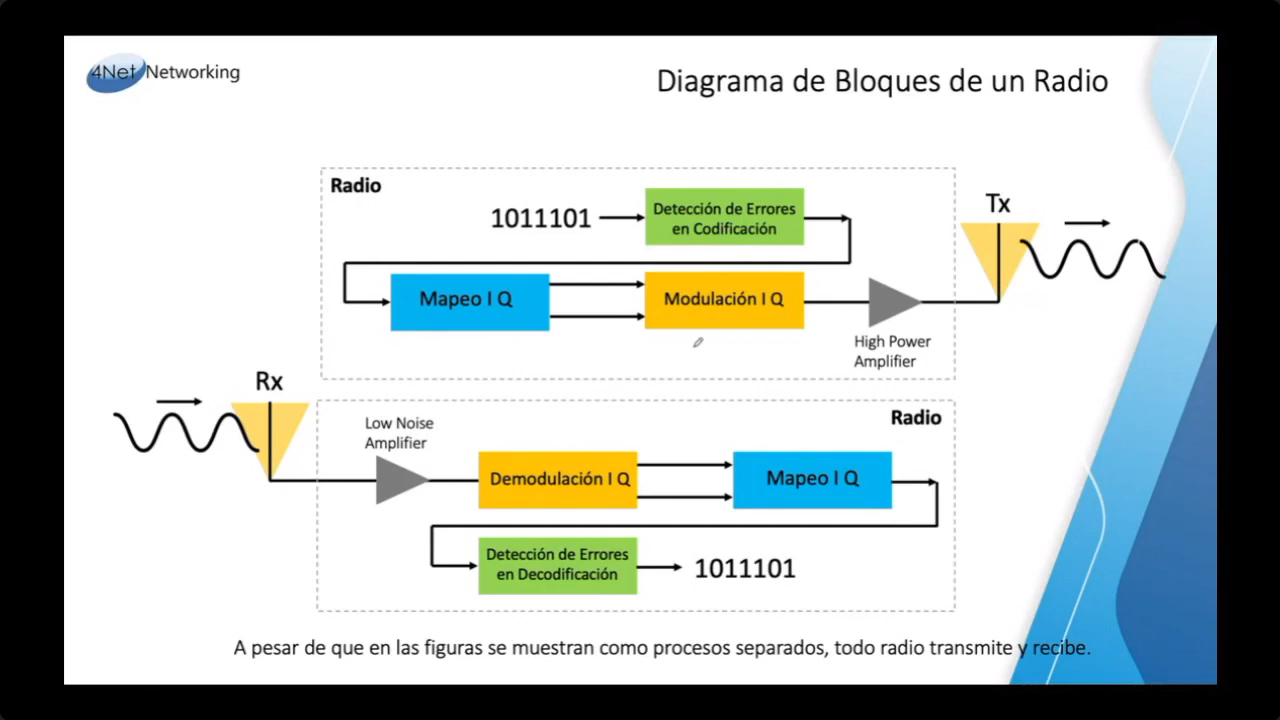 4Net Networking
Diagrama de Bloques de un Radio
Radio
1011101
Detección de Errores
en Codificación
Tx
Mapeo I Q
Modulación I Q
High Power
Amplifier
Rx
Radio
Low Noise
Amplifier
Demodulación I Q
Mapeo I Q
Detección de Errores
en Decodificación
1011101
A pesar de que en las figuras se muestran como procesos separados, todo radio transmite y recibe.